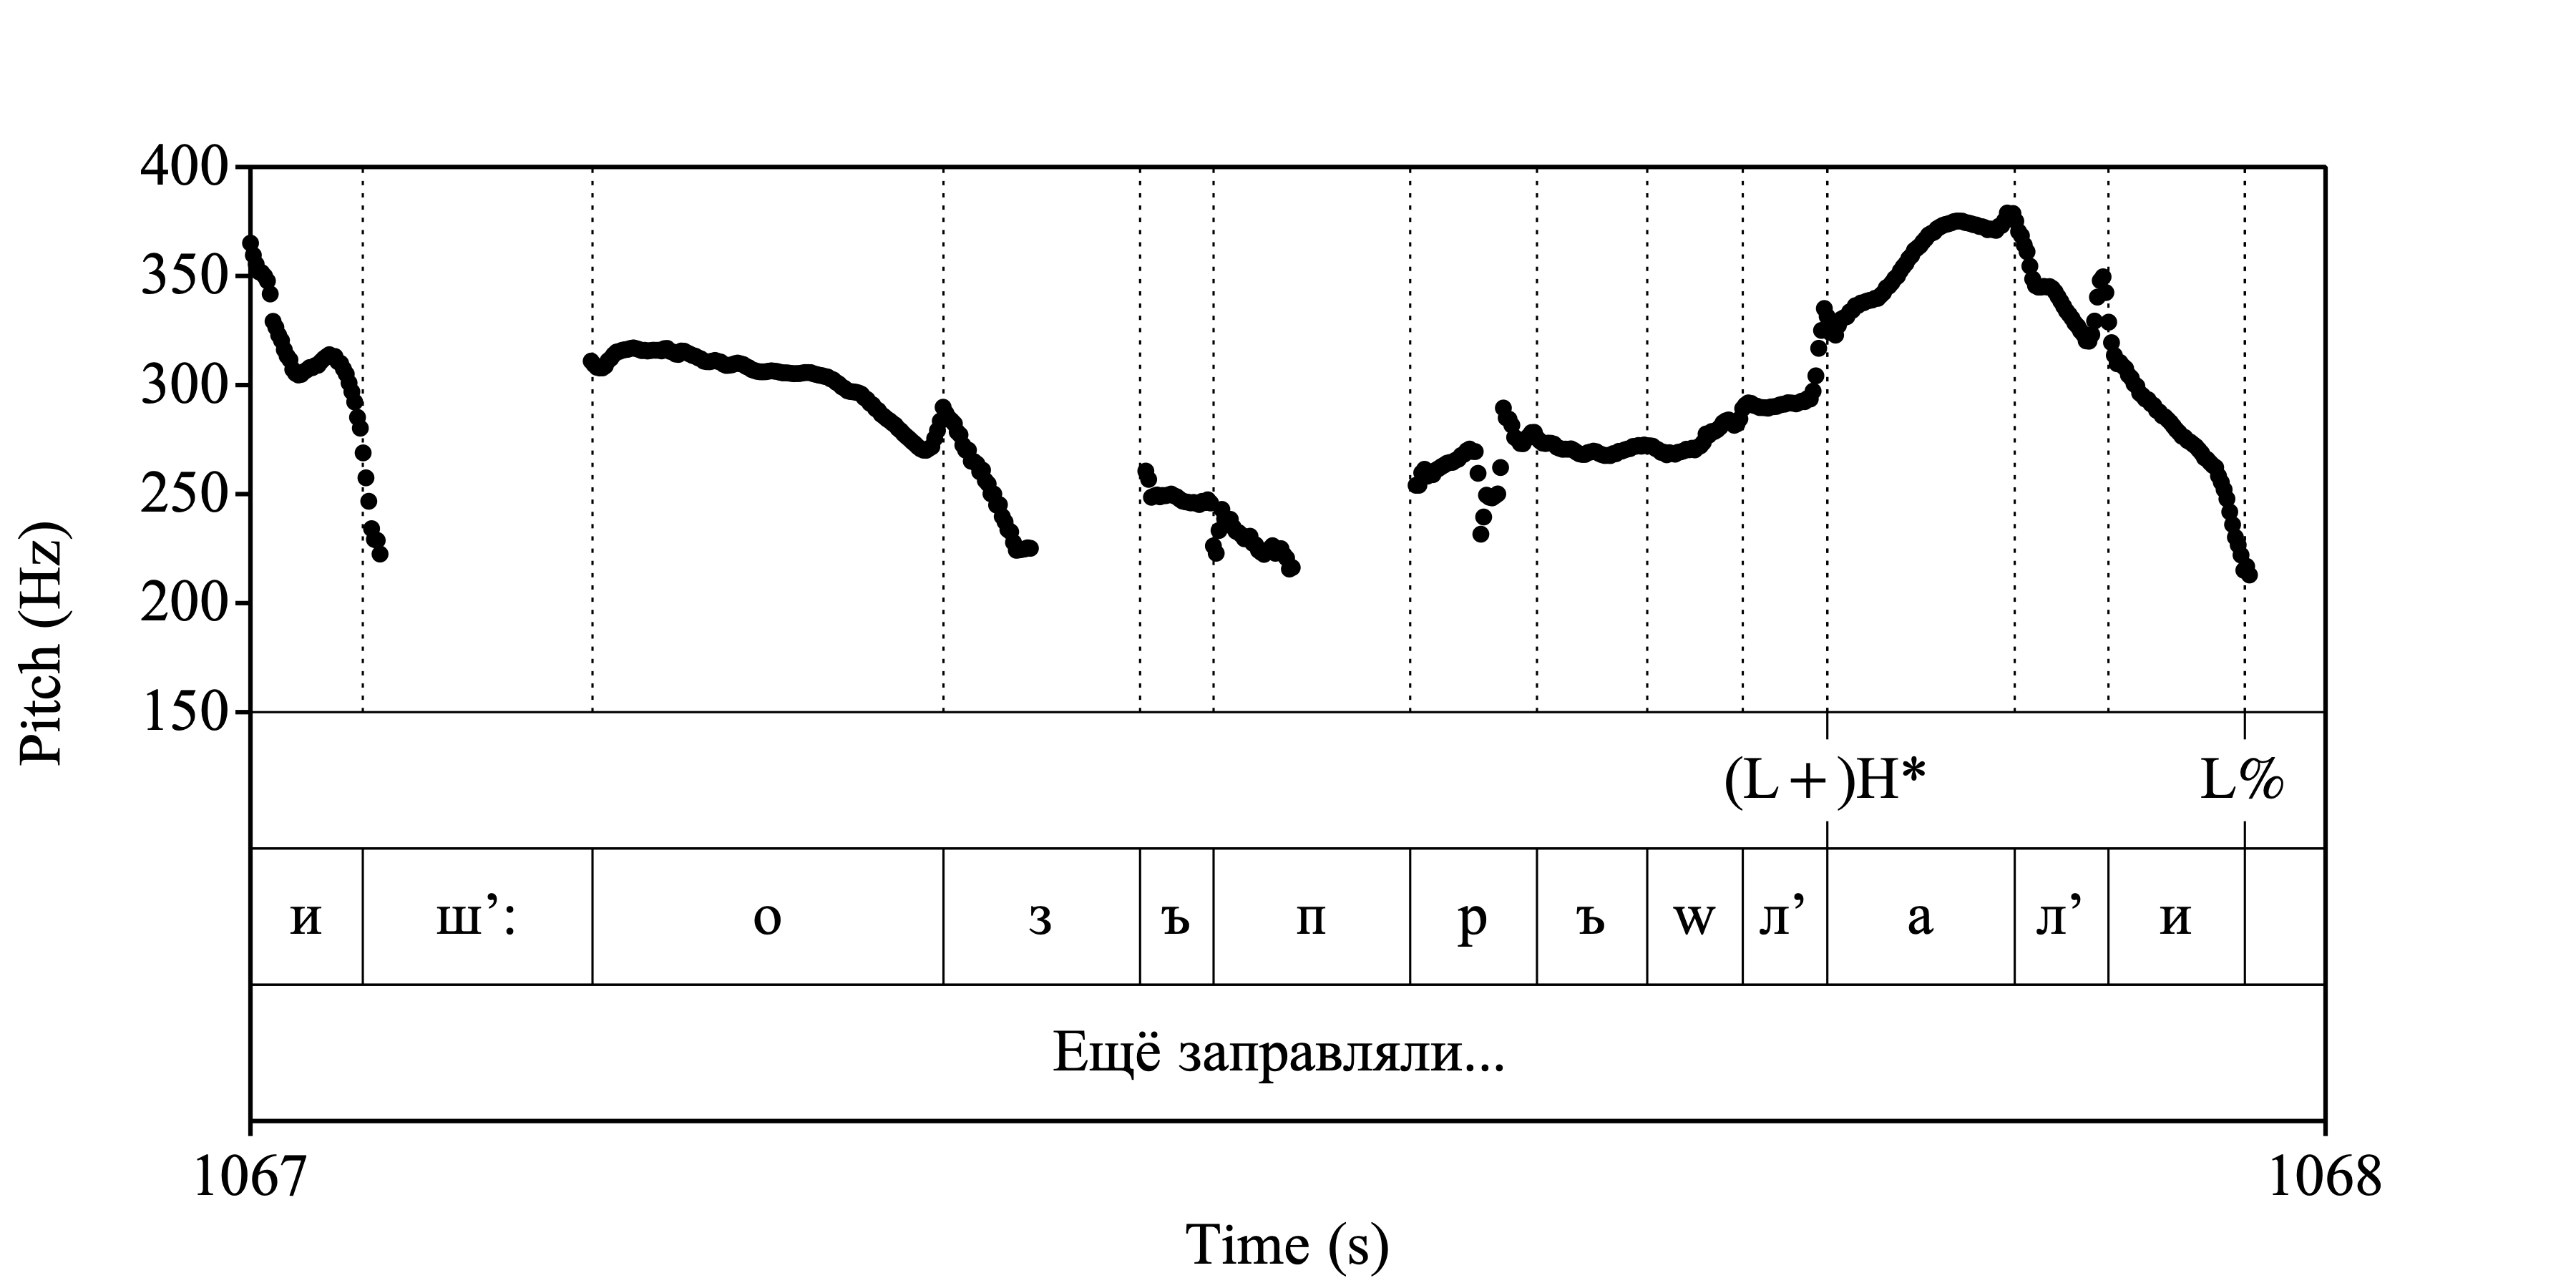 400
350
300
250
200
150
Pitch (Hz)
(L+)H* L%
и ш’: о з ъ п р ъ w л’ а л’ и
Ещё заправляли...
1067 1068
Time (s)